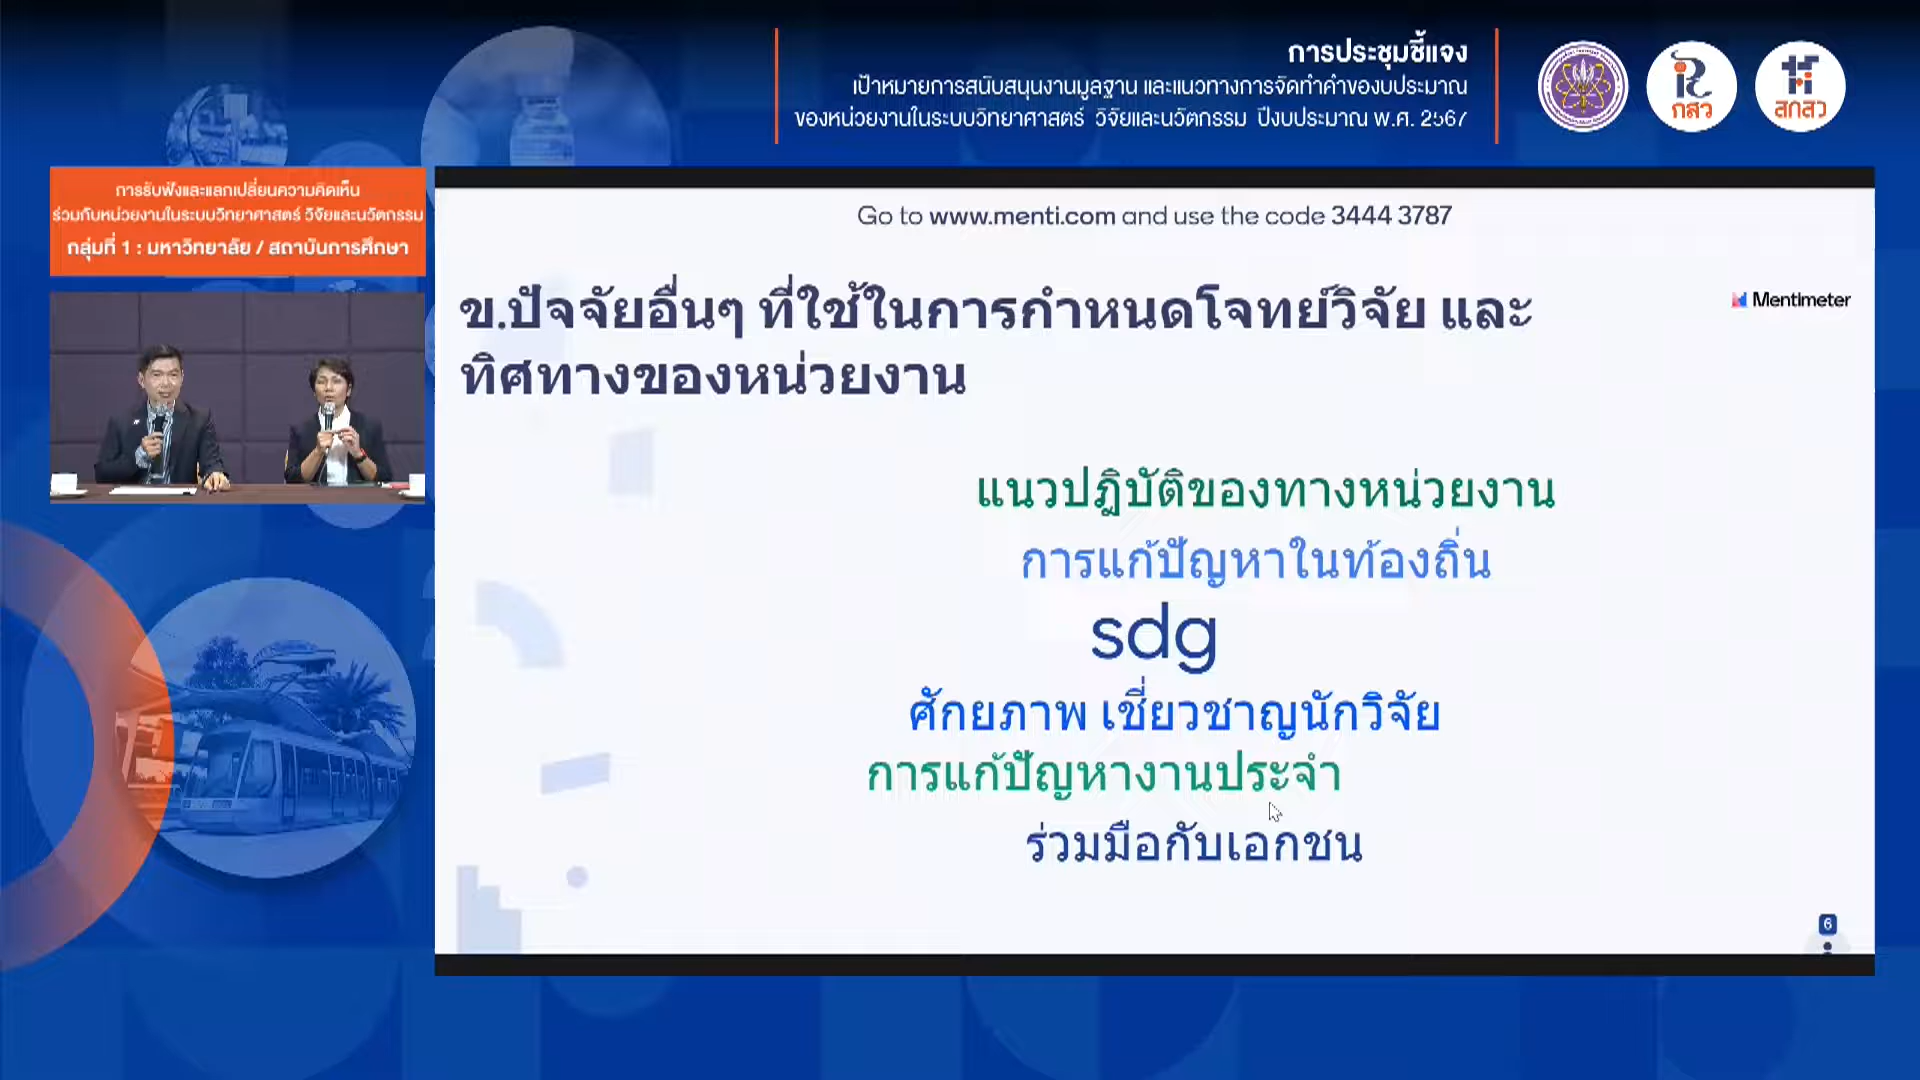 การประชุมชี้แจง
เป้าหมายการสนับสนุนงานมูลฐาน และแนวทางการจัดทำคำของบประมาณ
ของหน่วยงานในระบบวิทยาศาสตร์ วิจัยและนวัตกรรม ปีงบประมาณ พ.ศ. 2567
กสว
สกสว
การรับฟังและแลกเปลี่ยนความคิดเห็น
ร่วมกับหน่วยงานในระบบวิทยาศาสตร์ วิจัยและนวัตกรรม
กลุ่มที่ 1 : มหาวิทยาลัย / สถาบันการศึกษา
Go to www.menti.com and use the code 3444 3787
ข.ปัจจัยอื่นๆ ที่ใช้ในการกำหนดโจทย์วิจัย และ
ทิศทางของหน่วยงาน
Mentimeter
แนวปฎิบัติของทางหน่วยงาน
การแก้ปัญหาในท้องถิ่น
sdg
ศักยภาพ เชี่ยวชาญนักวิจัย
การแก้ปัญหางานประจำ
ร่วมมือกับเอกชน
6